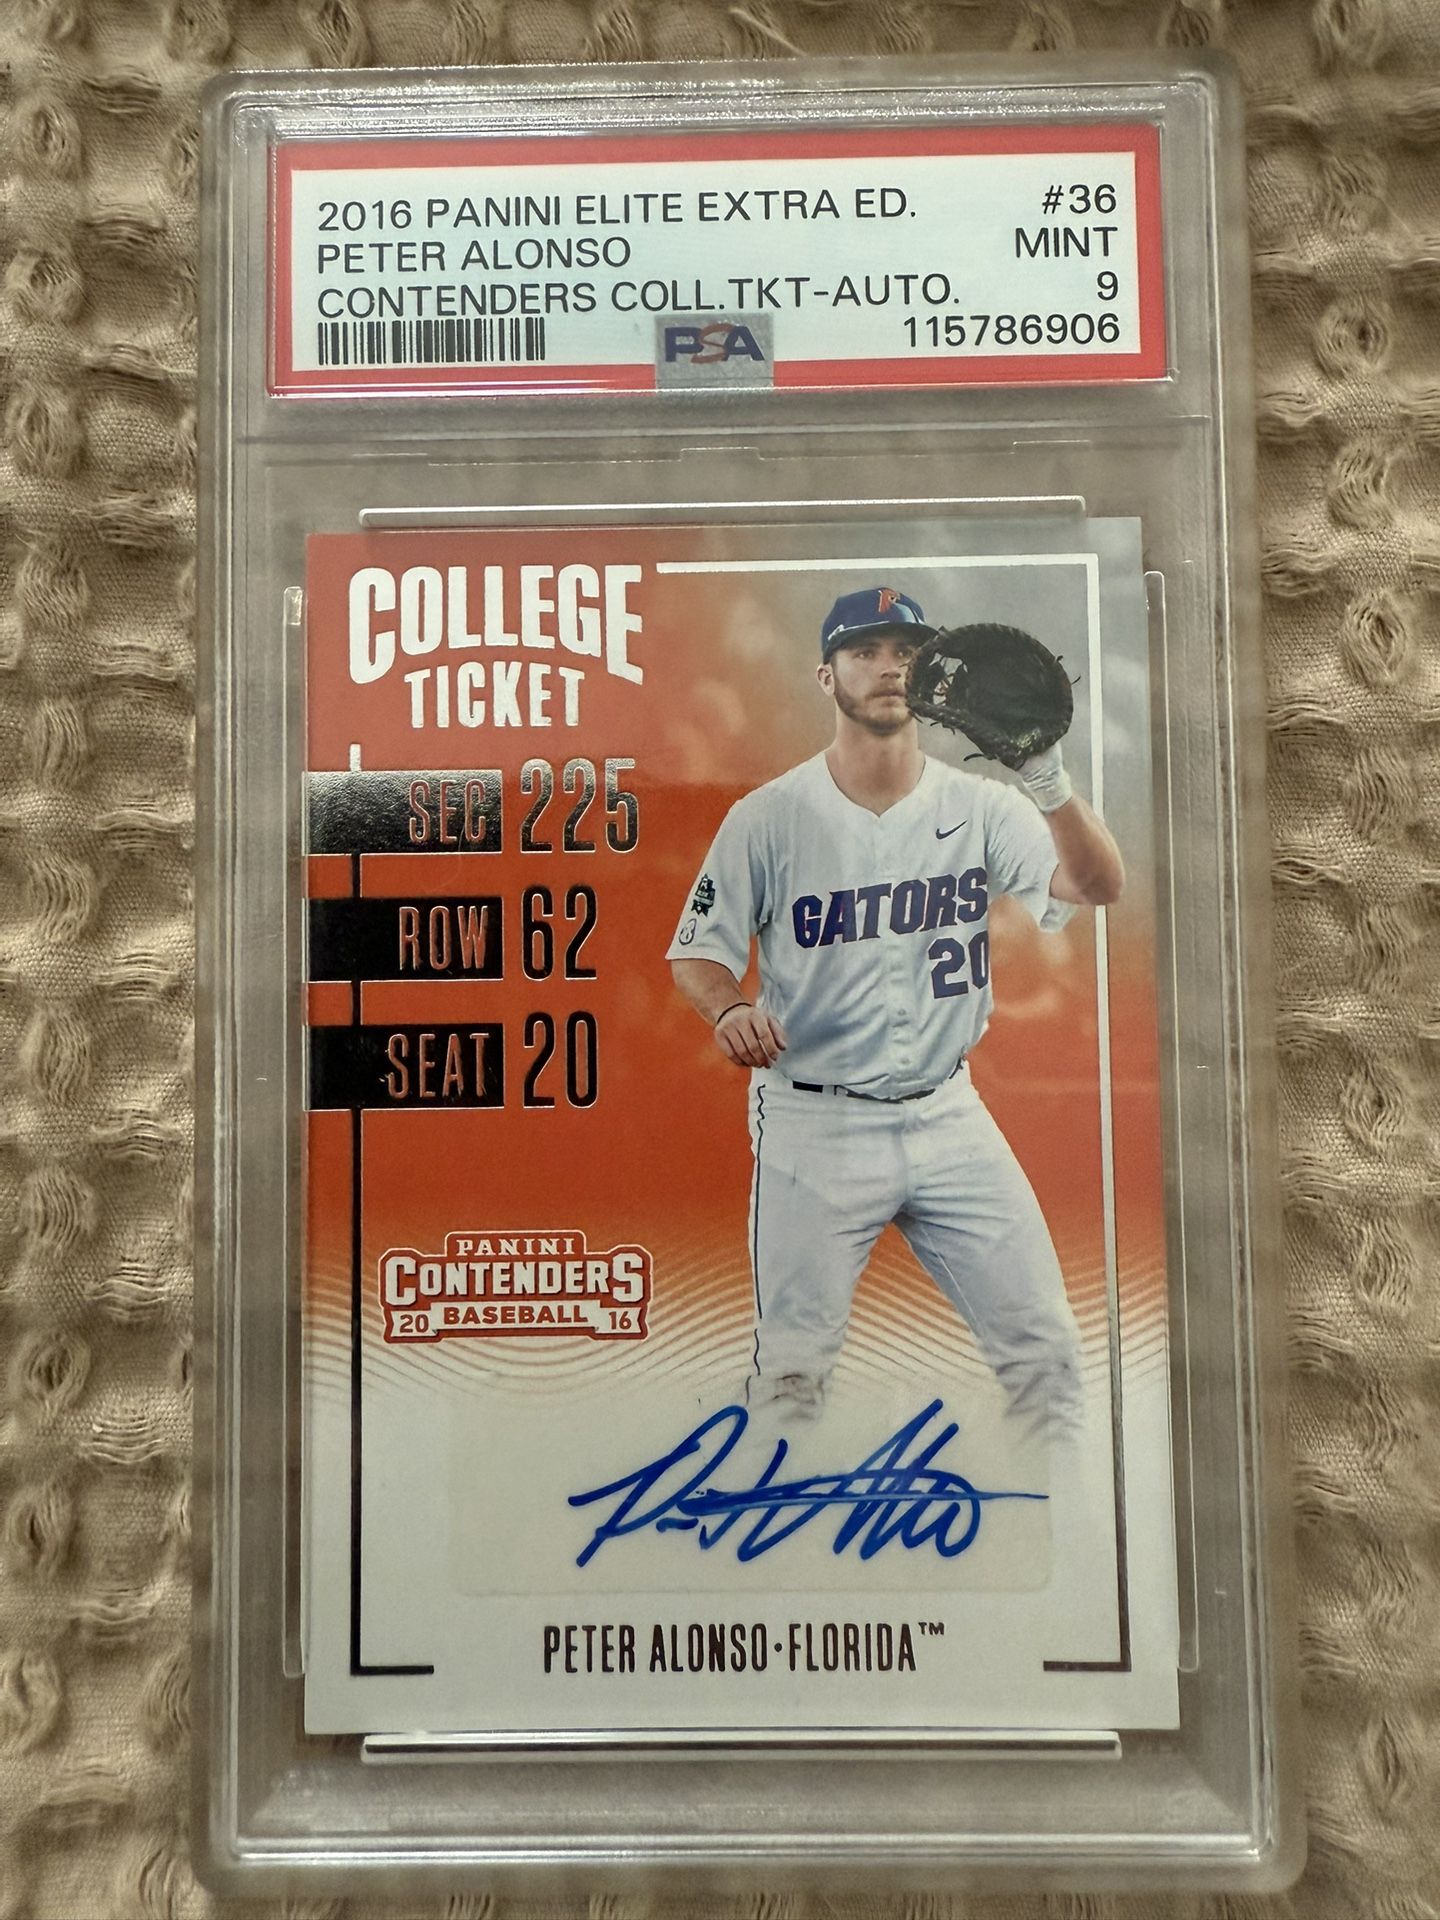 2016 PANINI ELITE EXTRA ED. #36
PETER ALONSO MINT
CONTENDERS COLL.TKT-AUTO. 9
PSA 115786906
COLLEGE
TICKET
SEC 225
ROW 62
SEAT 20
F
GATORS
20
PANINI
CONTENDERS
20 BASEBALL 16
PETER ALONSO•FLORIDA™